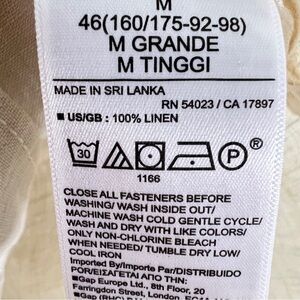 M
46(160/175-92-98)
M GRANDE
M TINGGI
MADE IN SRI LANKA
RN 54023 / CA 17897
■ US/GB : 100% LINEN
30 P ®
1166
CLOSE ALL FASTENERS BEFORE
WASHING/ WASH INSIDE OUT/
MACHINE WASH COLD GENTLE CYCLE/
WASH AND DRY WITH LIKE COLORS/
ONLY NON-CHLORINE BLEACH
WHEN NEEDED/ TUMBLE DRY LOW/
COOL IRON
Imported By/Importe Par/DISTRIBUIDO
POR/ΕΙΣΑΓΕΤΑΙ ΑΠΟ ΤΗΝ:
■Gap Europe Ltd., 8th Floor, 20
Farringdon Street, London,
■Gap (RHC)